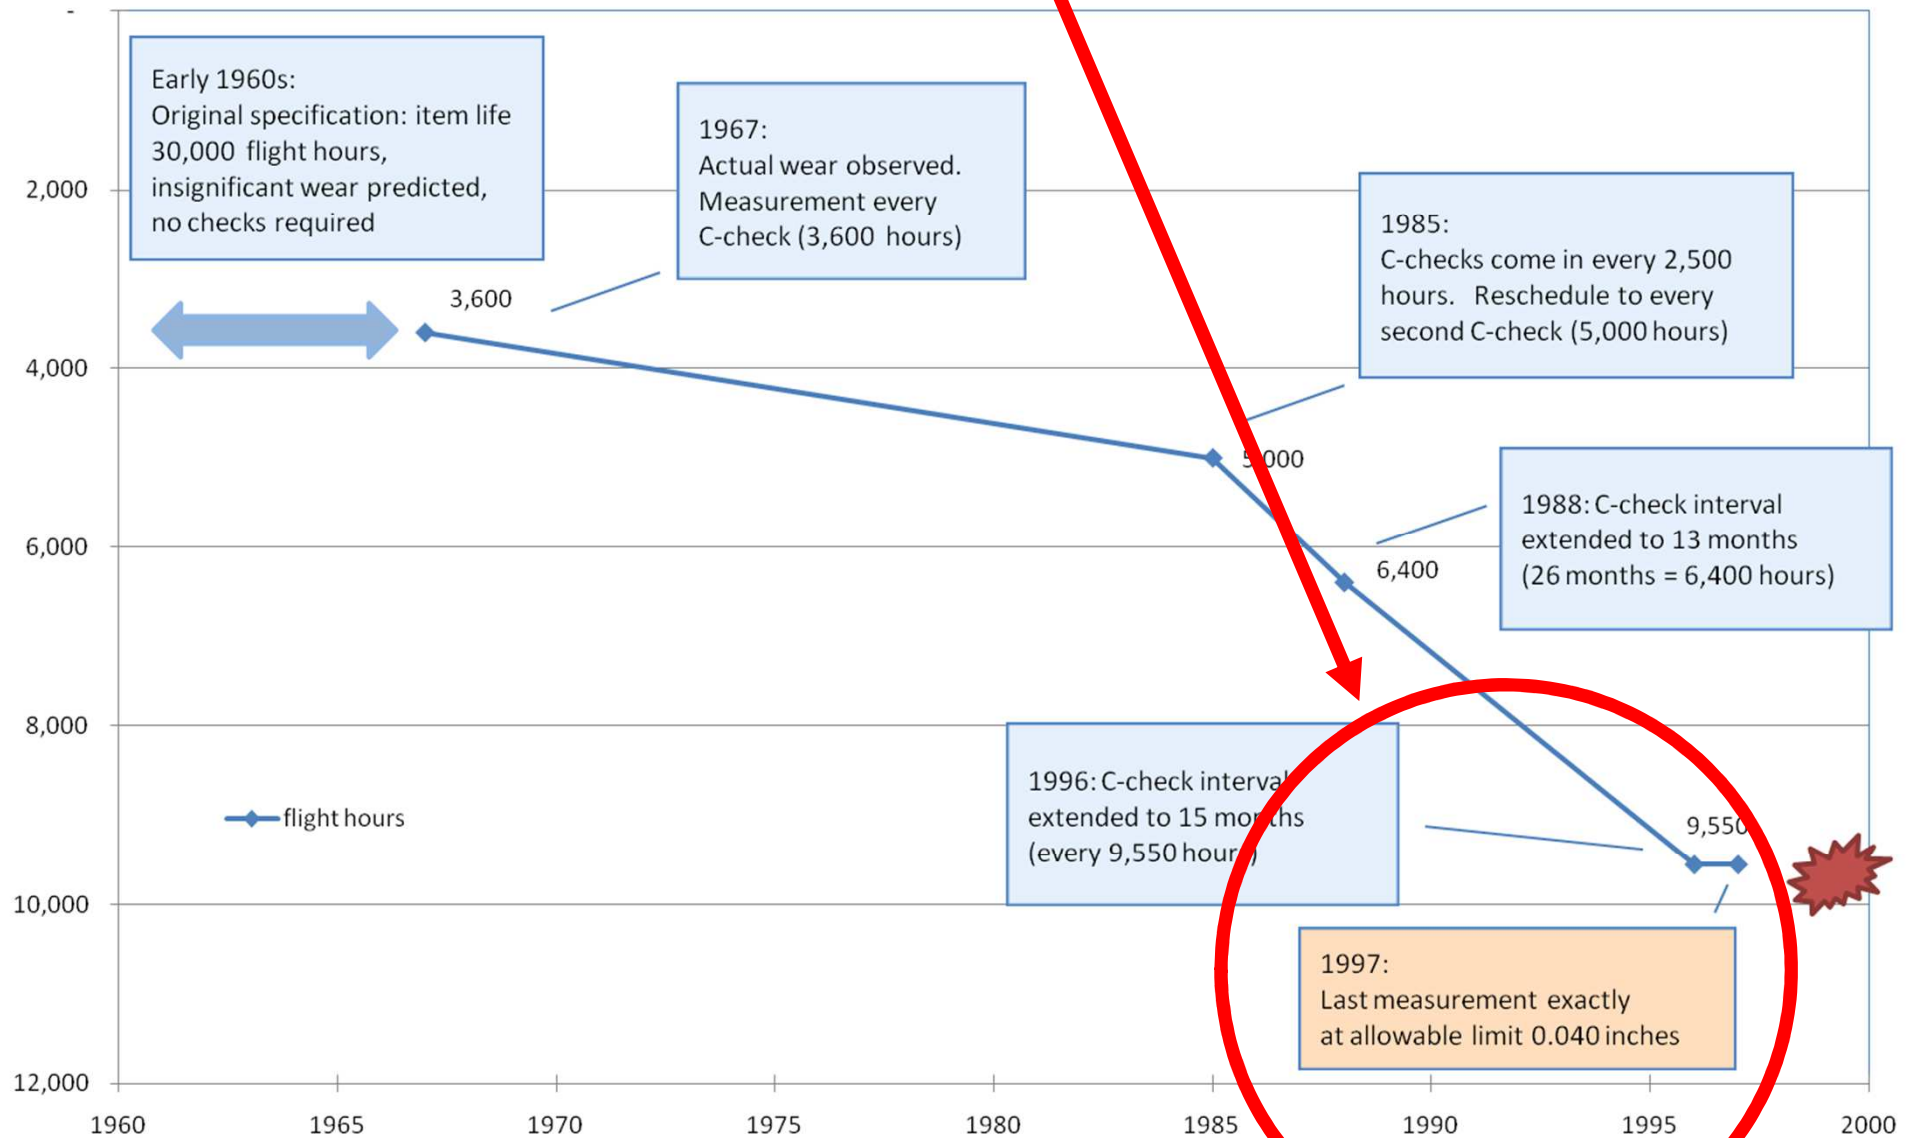 -
2,000
4,000
6,000
8,000
10,000
12,000
Early 1960s:
Original specification: item life
30,000 flight hours,
insignificant wear predicted,
no checks required
1967:
Actual wear observed.
Measurement every
C-check (3,600 hours)
1985:
C-checks come in every 2,500
hours. Reschedule to every
second C-check (5,000 hours)
1988: C-check interval
extended to 13 months
(26 months = 6,400 hours)
3,600
5,000
6,400
9,550
1996: C-check interval
extended to 15 months
(every 9,550 hours)
flight hours
1997:
Last measurement exactly
at allowable limit 0.040 inches
1960 1965 1970 1975 1980 1985 1990 1995 2000